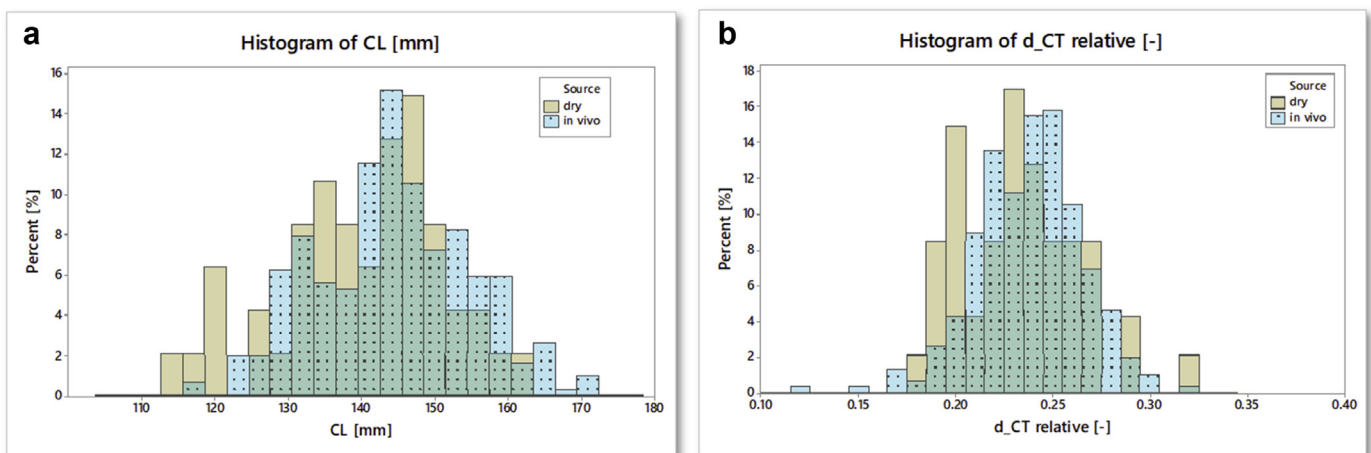 a
Histogram of CL [mm]
Source
dry
in vivo
16
14
12
10
8
6
4
2
0
Percent [%]
110 120 130 140 150 160 170 180
CL [mm]
b
Histogram of d_CT relative [-]
Source
dry
in vivo
18
16
14
12
10
8
6
4
2
0
Percent [%]
0.10 0.15 0.20 0.25 0.30 0.35 0.40
d_CT relative [-]